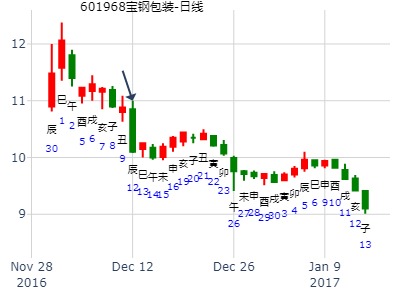 601968宝钢包装-日线
12
11
10
9
辰 巳 午 酉 戌 亥 子 丑 辰 巳 午 未 申 亥 子 丑 寅 卯 午 未 申 酉 戌 寅 卯 辰 巳 申 酉 戌 亥 子
30 1 2 5 6 7 8 9 12 13 14 15 16 19 20 21 22 23 26 27 28 29 30 3 4 5 6 9 10 11 12 13
Nov 28 Dec 12 Dec 26 Jan 9
2016 2017